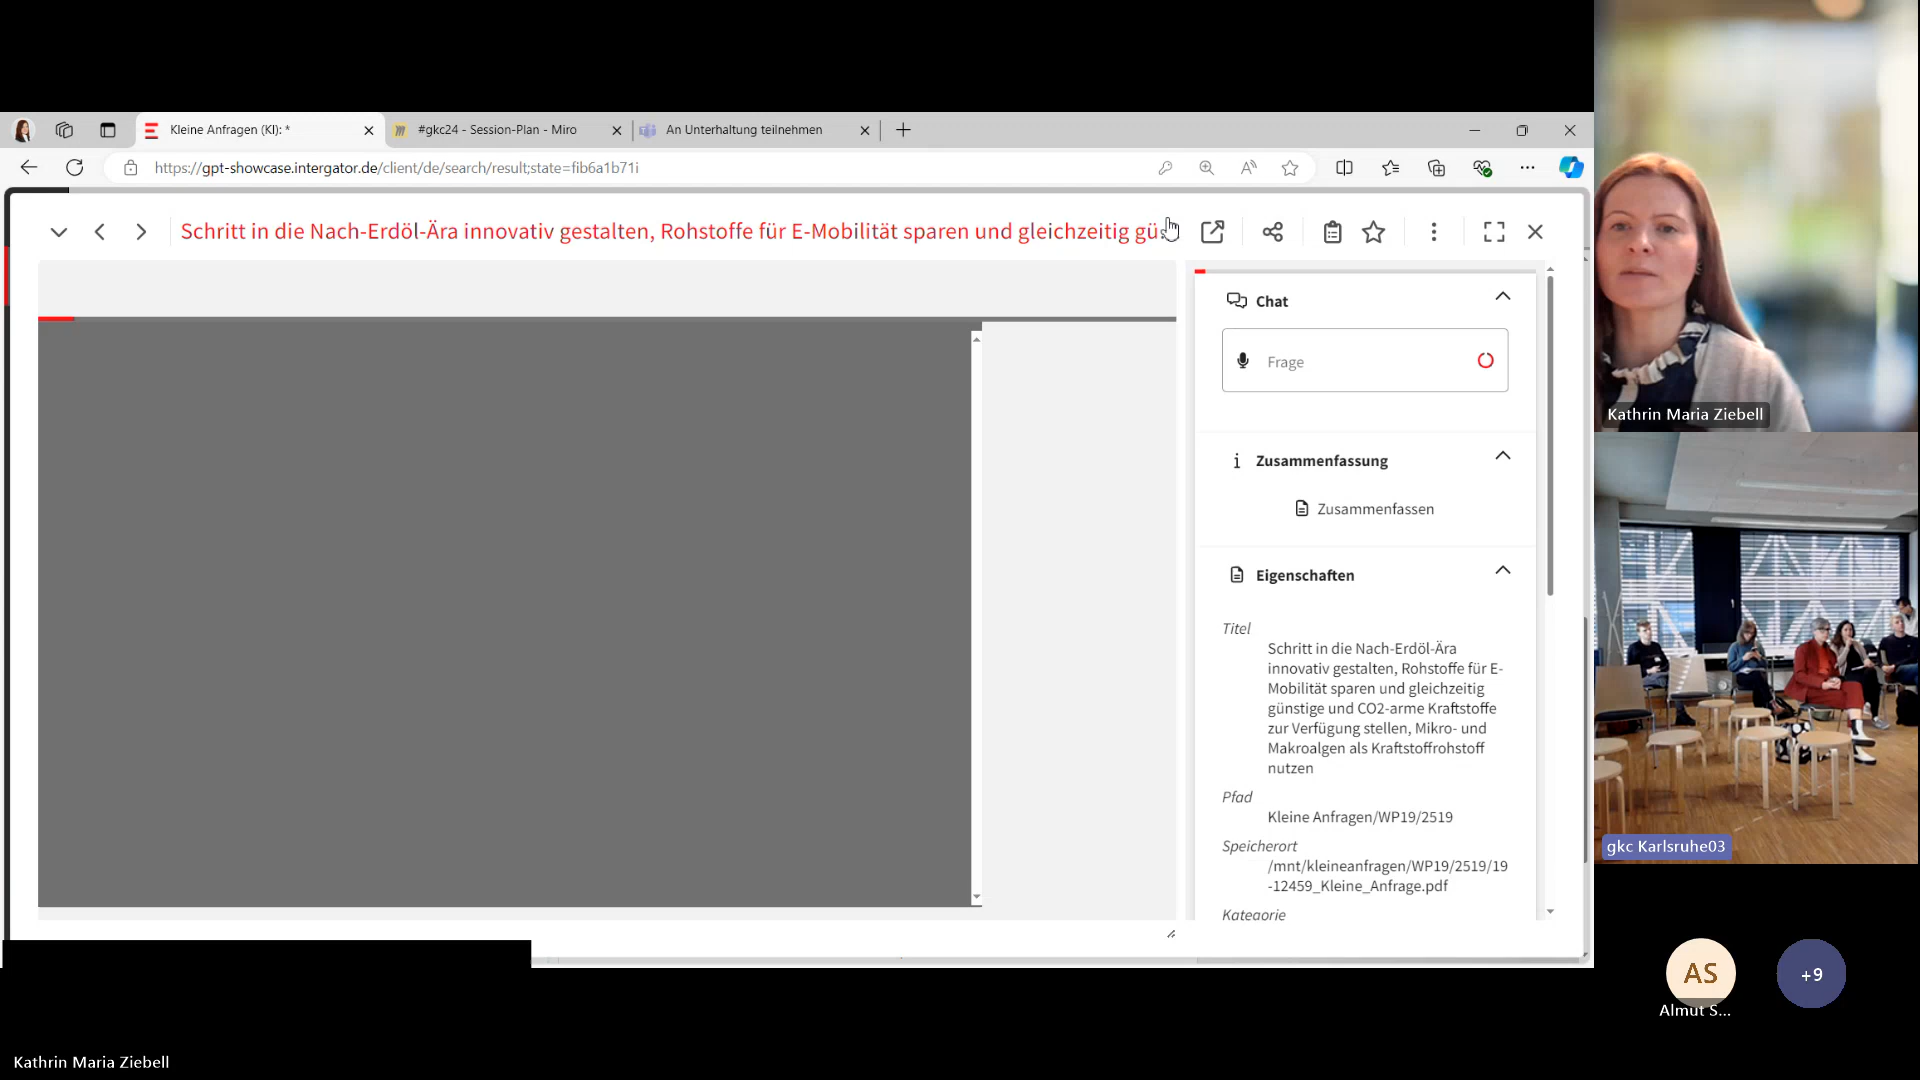 Kleine Anfragen (KI): *
#gkc24 - Session-Plan - Miro
An Unterhaltung teilnehmen
https://gpt-showcase.intergator.de/client/de/search/result;state=fib6a1b71i
Schritt in die Nach-Erdöl-Ära innovativ gestalten, Rohstoffe für E-Mobilität sparen und gleichzeitig gü
Chat
Frage
Zusammenfassung
Zusammenfassen
Eigenschaften
Titel
Schritt in die Nach-Erdöl-Ära
innovativ gestalten, Rohstoffe für E-
Mobilität sparen und gleichzeitig
günstige und CO2-arme Kraftstoffe
zur Verfügung stellen, Mikro- und
Makroalgen als Kraftstoffrohstoff
nutzen
Pfad
Kleine Anfragen/WP19/2519
Speicherort
/mnt/kleineanfragen/WP19/2519/19
-12459_Kleine_Anfrage.pdf
Kategorie
Kathrin Maria Ziebell
gkc Karlsruhe03
AS
+9
Almut S...
Kathrin Maria Ziebell